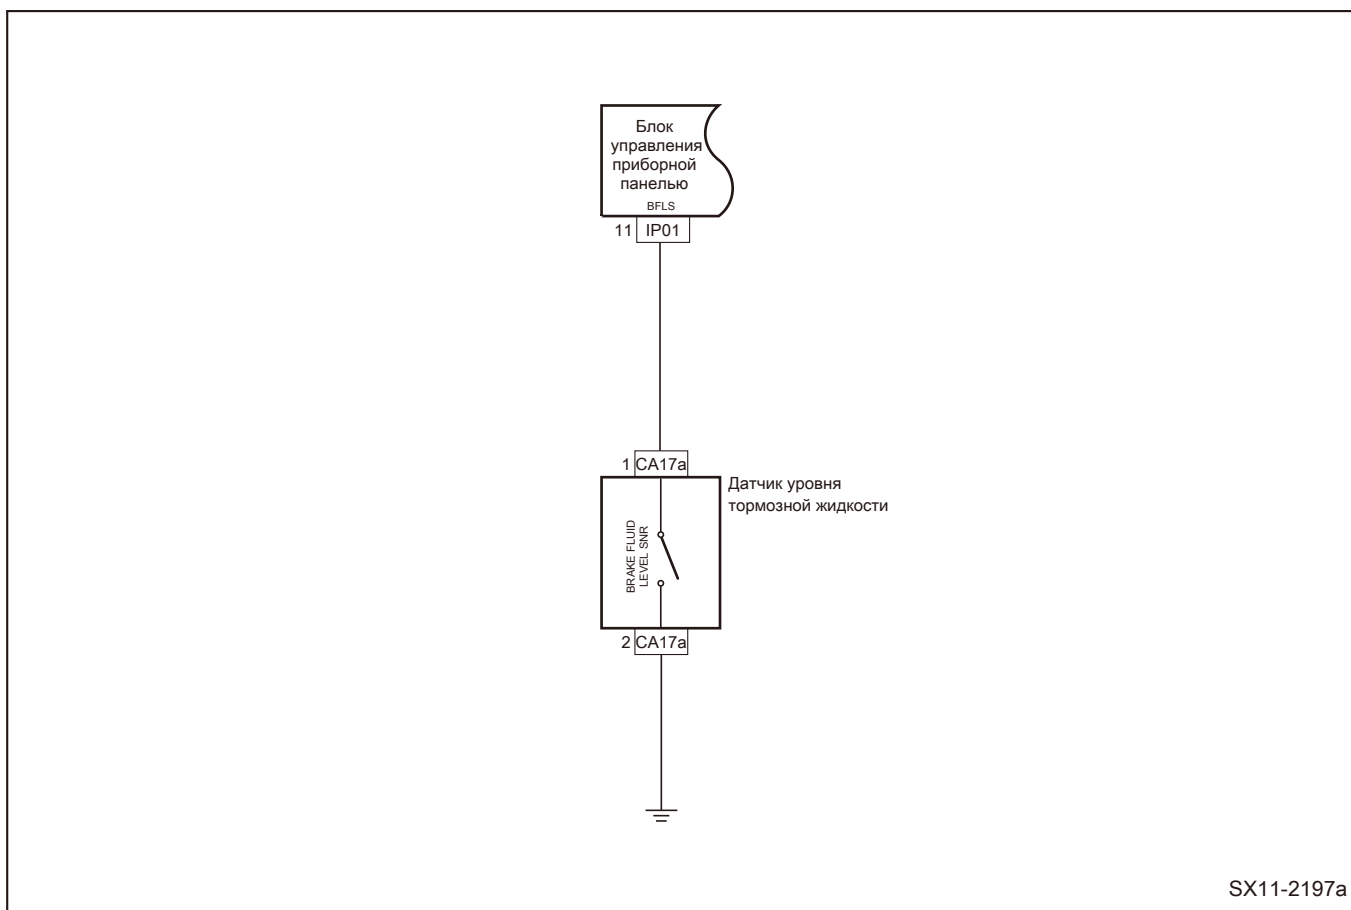 Блок
управления
приборной
панелью
BFLS
11 IP01
1 CA17a
Датчик уровня
тормозной жидкости
BRAKE FLUID
LEVEL SNR
2 CA17a
SX11-2197a